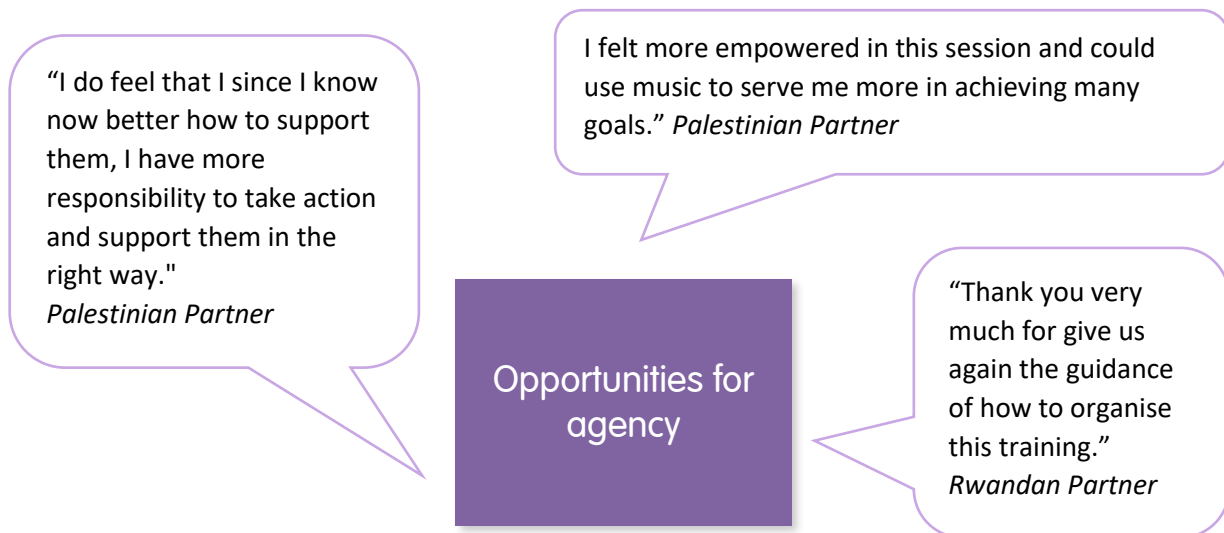 “I do feel that I since I know
now better how to support
them, I have more
responsibility to take action
and support them in the
right way."
Palestinian Partner
I felt more empowered in this session and could
use music to serve me more in achieving many
goals.” Palestinian Partner
Opportunities for
agency
“Thank you very
much for give us
again the guidance
of how to organise
this training.”
Rwandan Partner